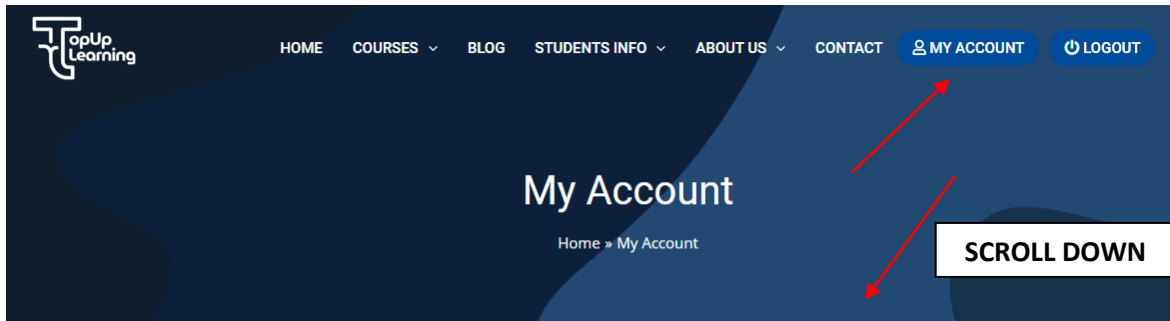 TopUp
Learning
HOME COURSES BLOG STUDENTS INFO ABOUT US CONTACT MY ACCOUNT LOGOUT
My Account
Home » My Account
SCROLL DOWN